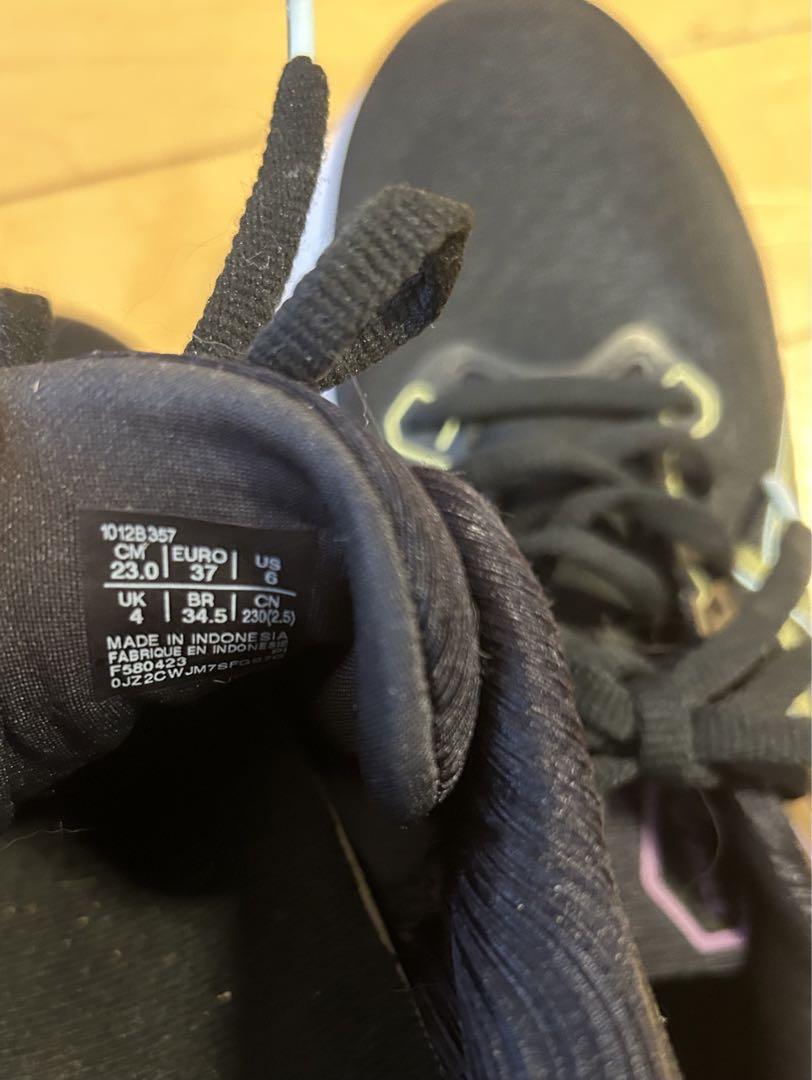 1012B357
CM EURO US
23.0 37 6
UK BR CN
4 34.5 230(2.5)
MADE IN INDONESIA
FABRIQUE EN INDONESIE
F580423